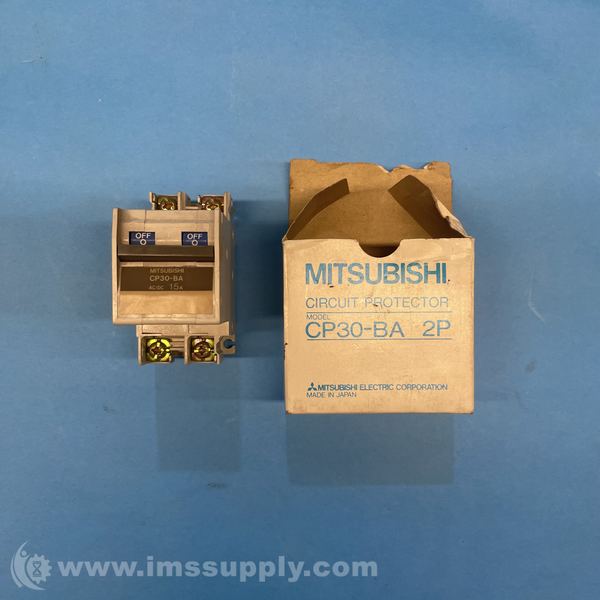 OFF OFF
O O
MITSUBISHI
CP30-BA
AC/DC 15A
MITSUBISHI
CIRCUIT PROTECTOR
MODEL
CP30-BA 2P
MITSUBISHI ELECTRIC CORPORATION
MADE IN JAPAN
www.imssupply.com